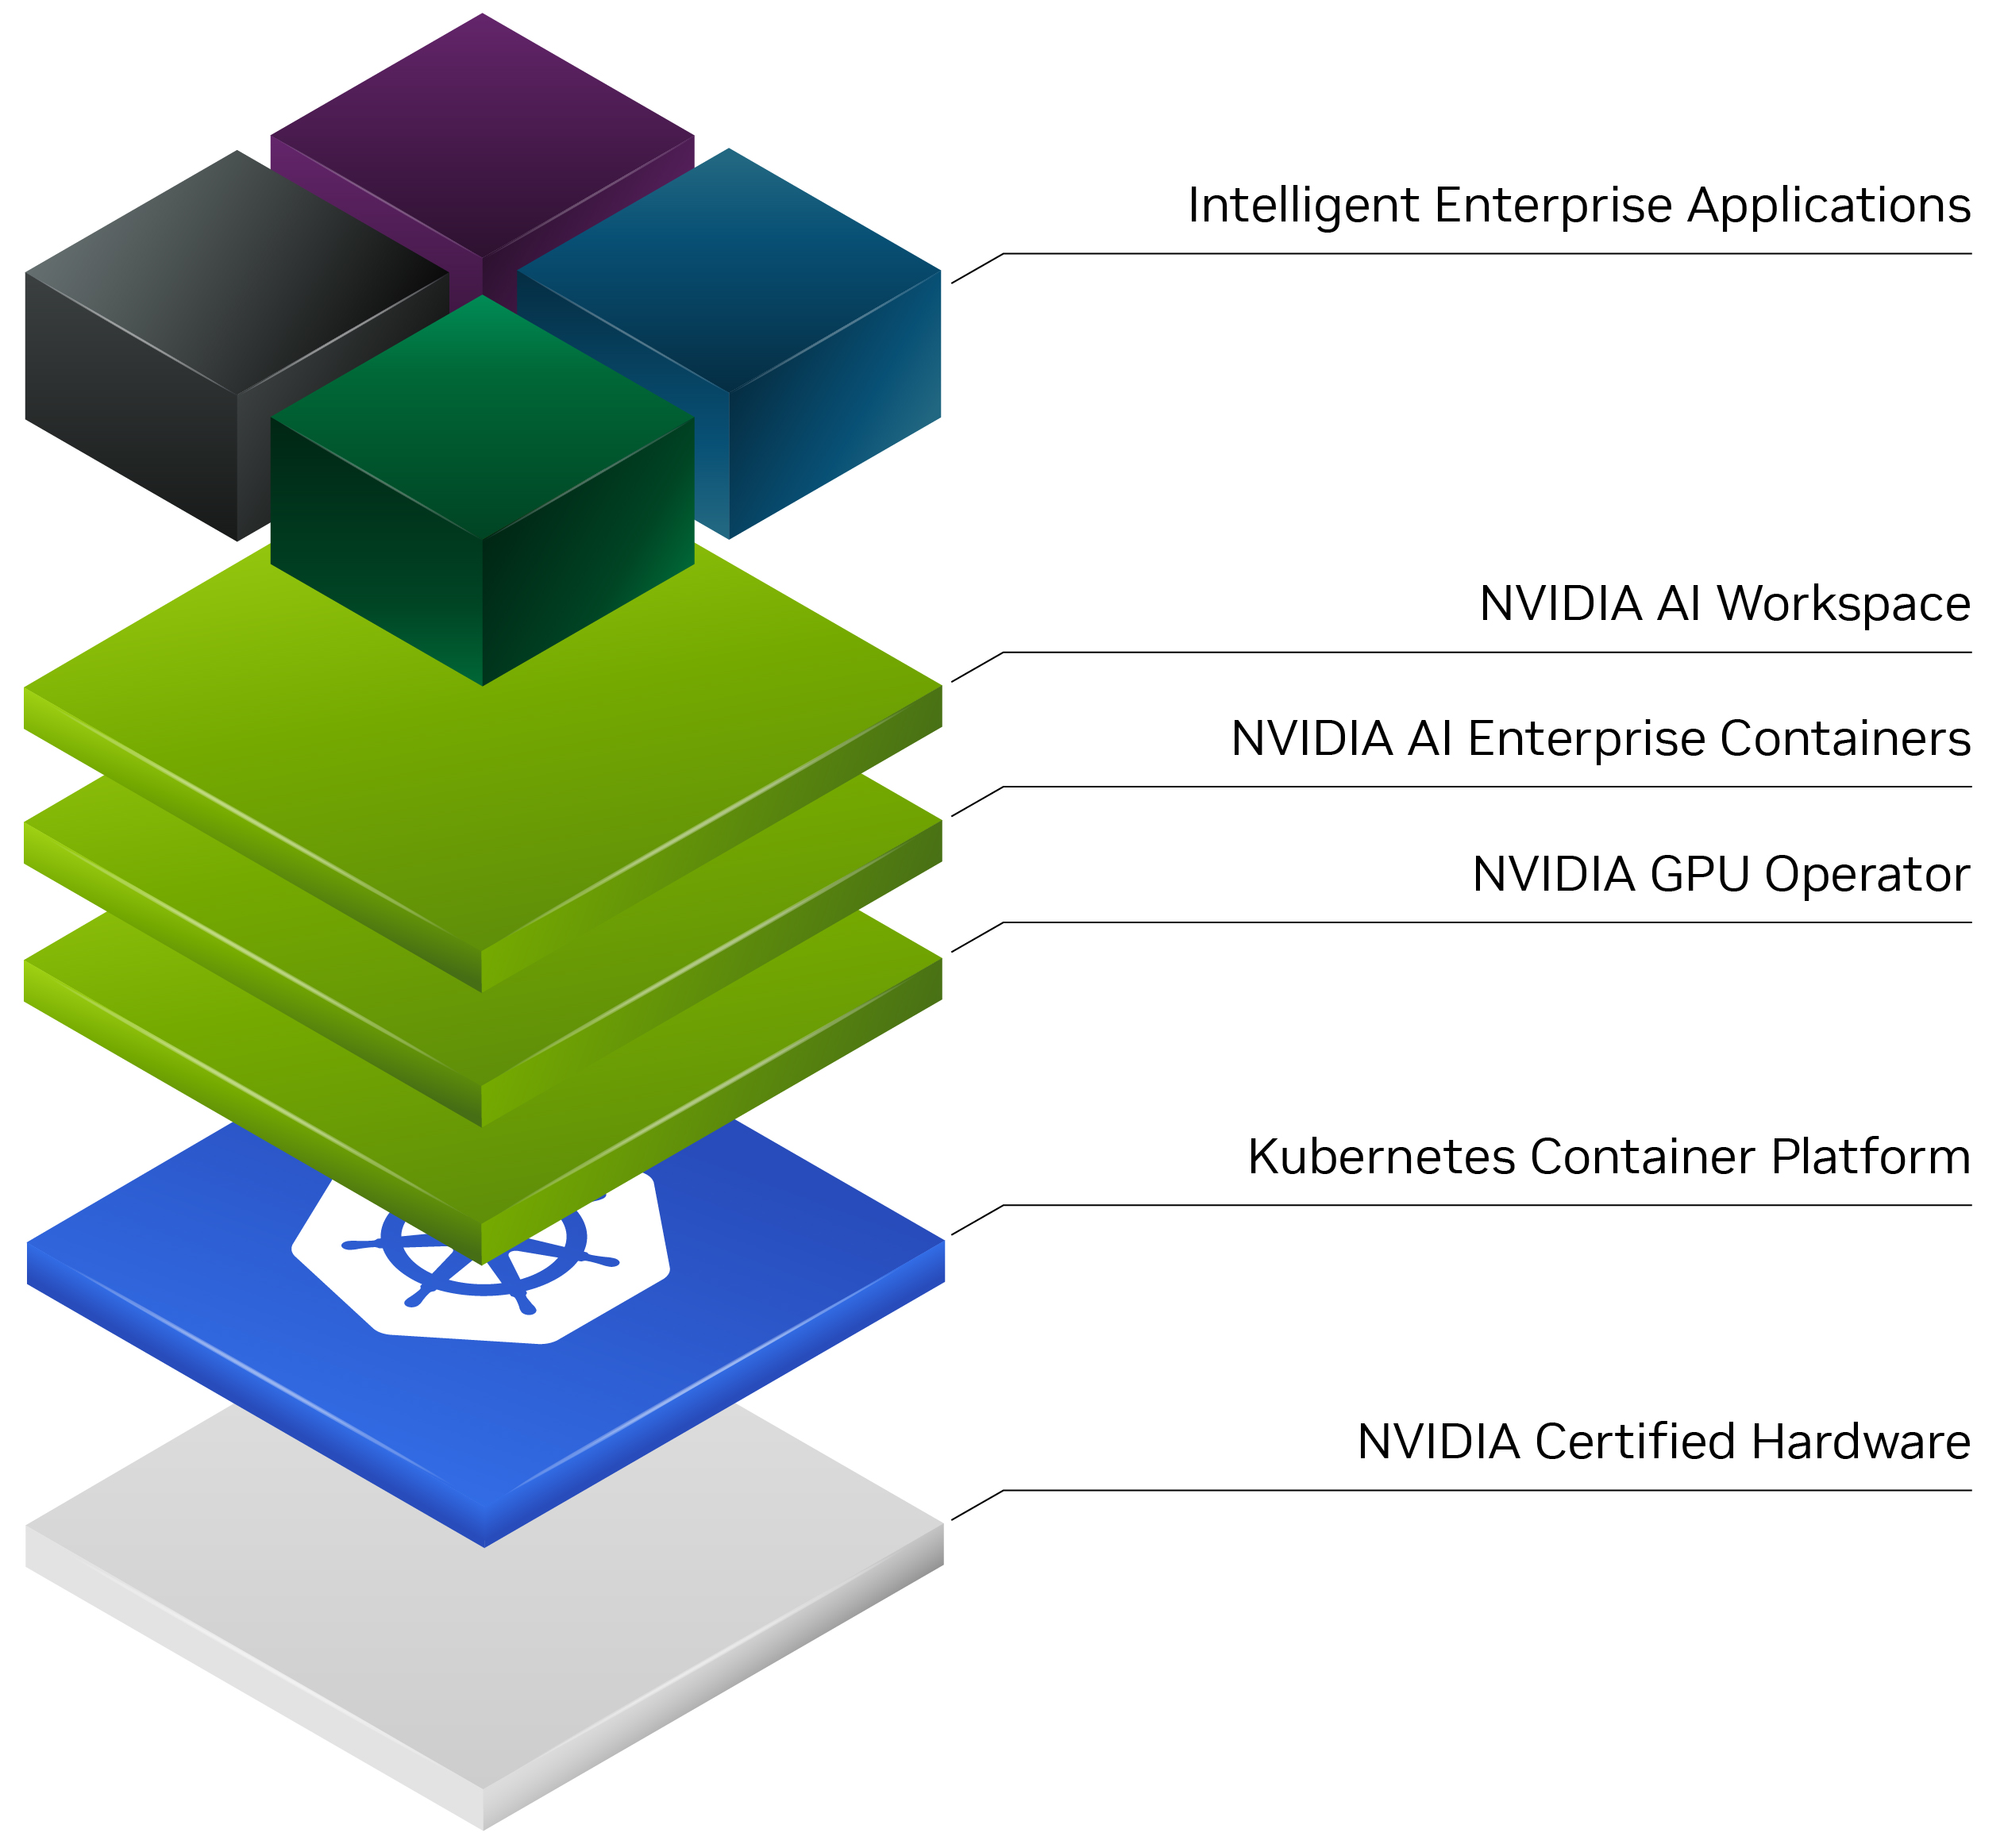 Intelligent Enterprise Applications
NVIDIA AI Workspace
NVIDIA AI Enterprise Containers
NVIDIA GPU Operator
Kubernetes Container Platform
NVIDIA Certified Hardware